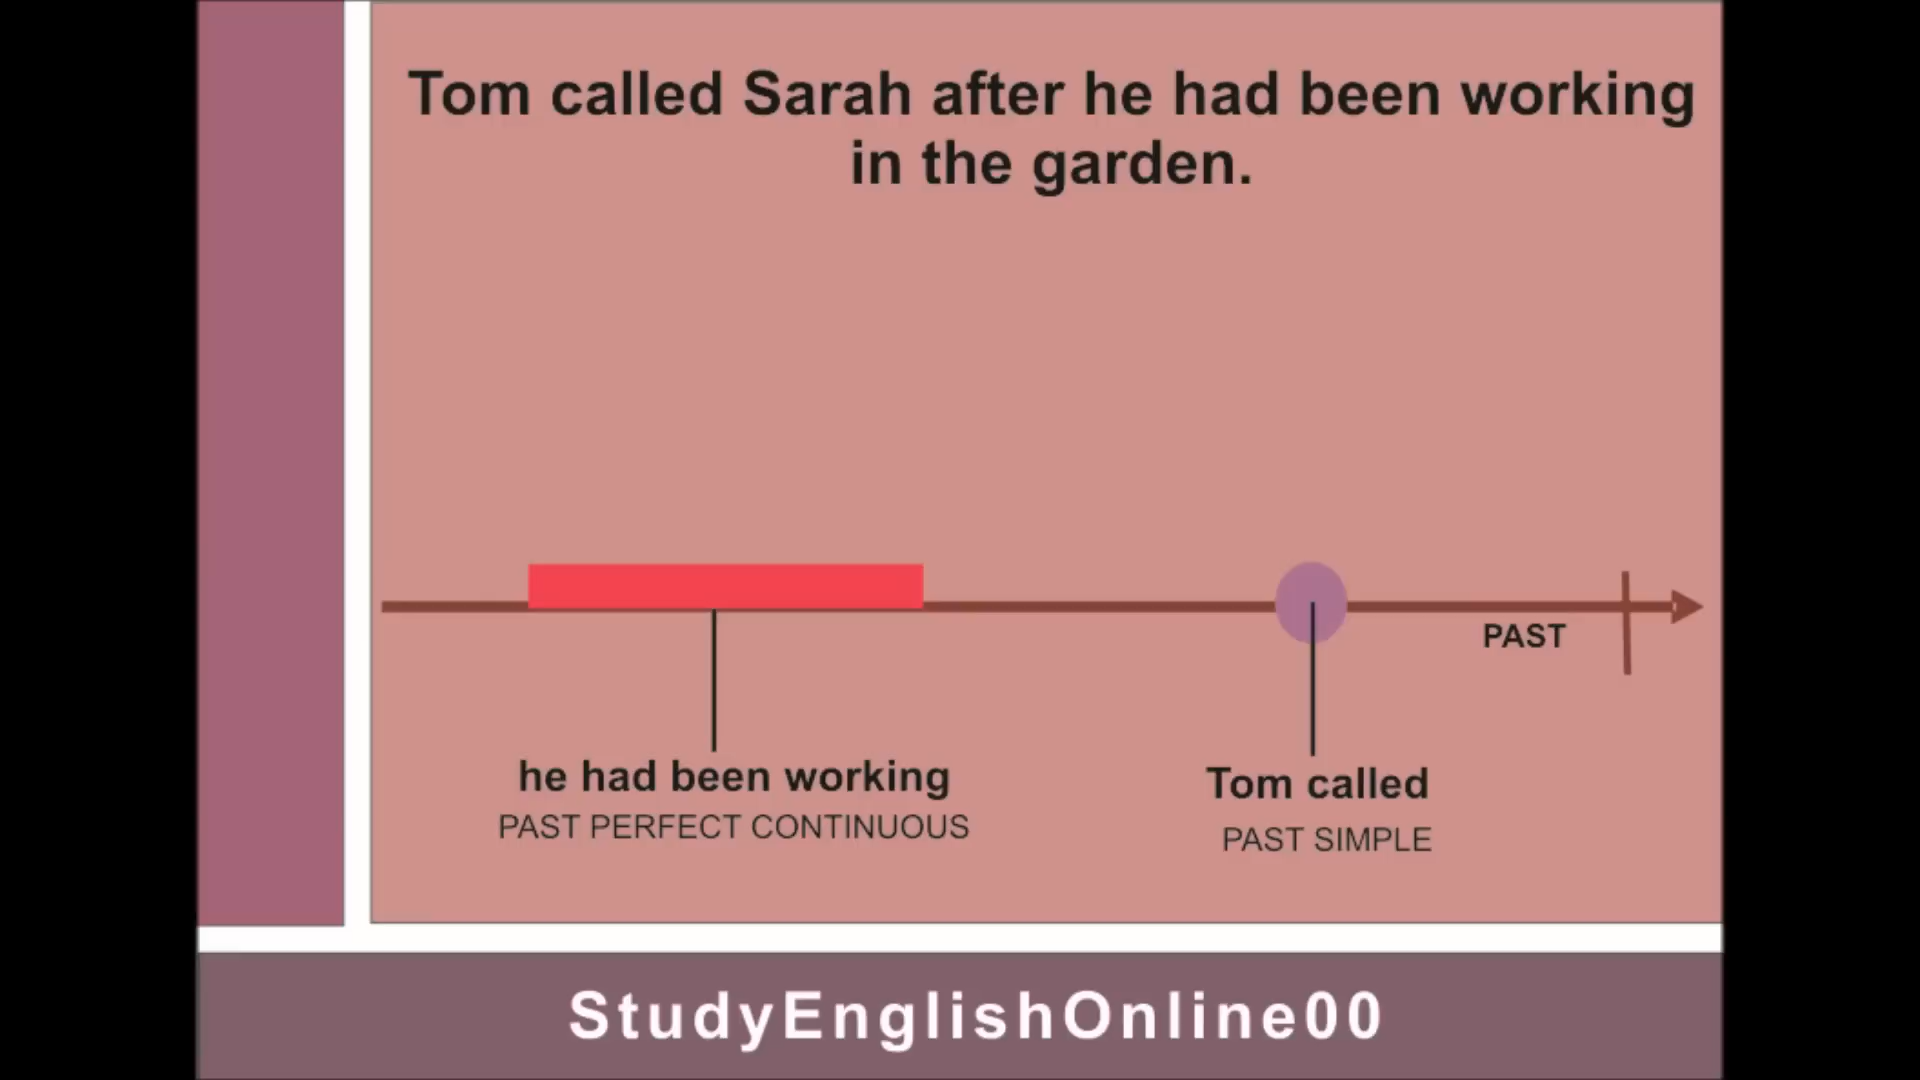 Tom called Sarah after he had been working
in the garden.
PAST
he had been working
PAST PERFECT CONTINUOUS
Tom called
PAST SIMPLE
StudyEnglishOnline00